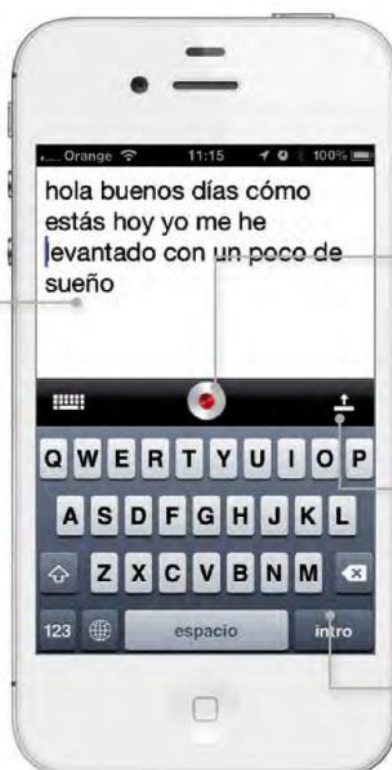 Orange 11:15 100%
hola buenos días cómo
estás hoy yo me he
levantado con un poco de
sueño
Q W E R T Y U I O P
A S D F G H J K L
Z X C V B N M
123 espacio intro